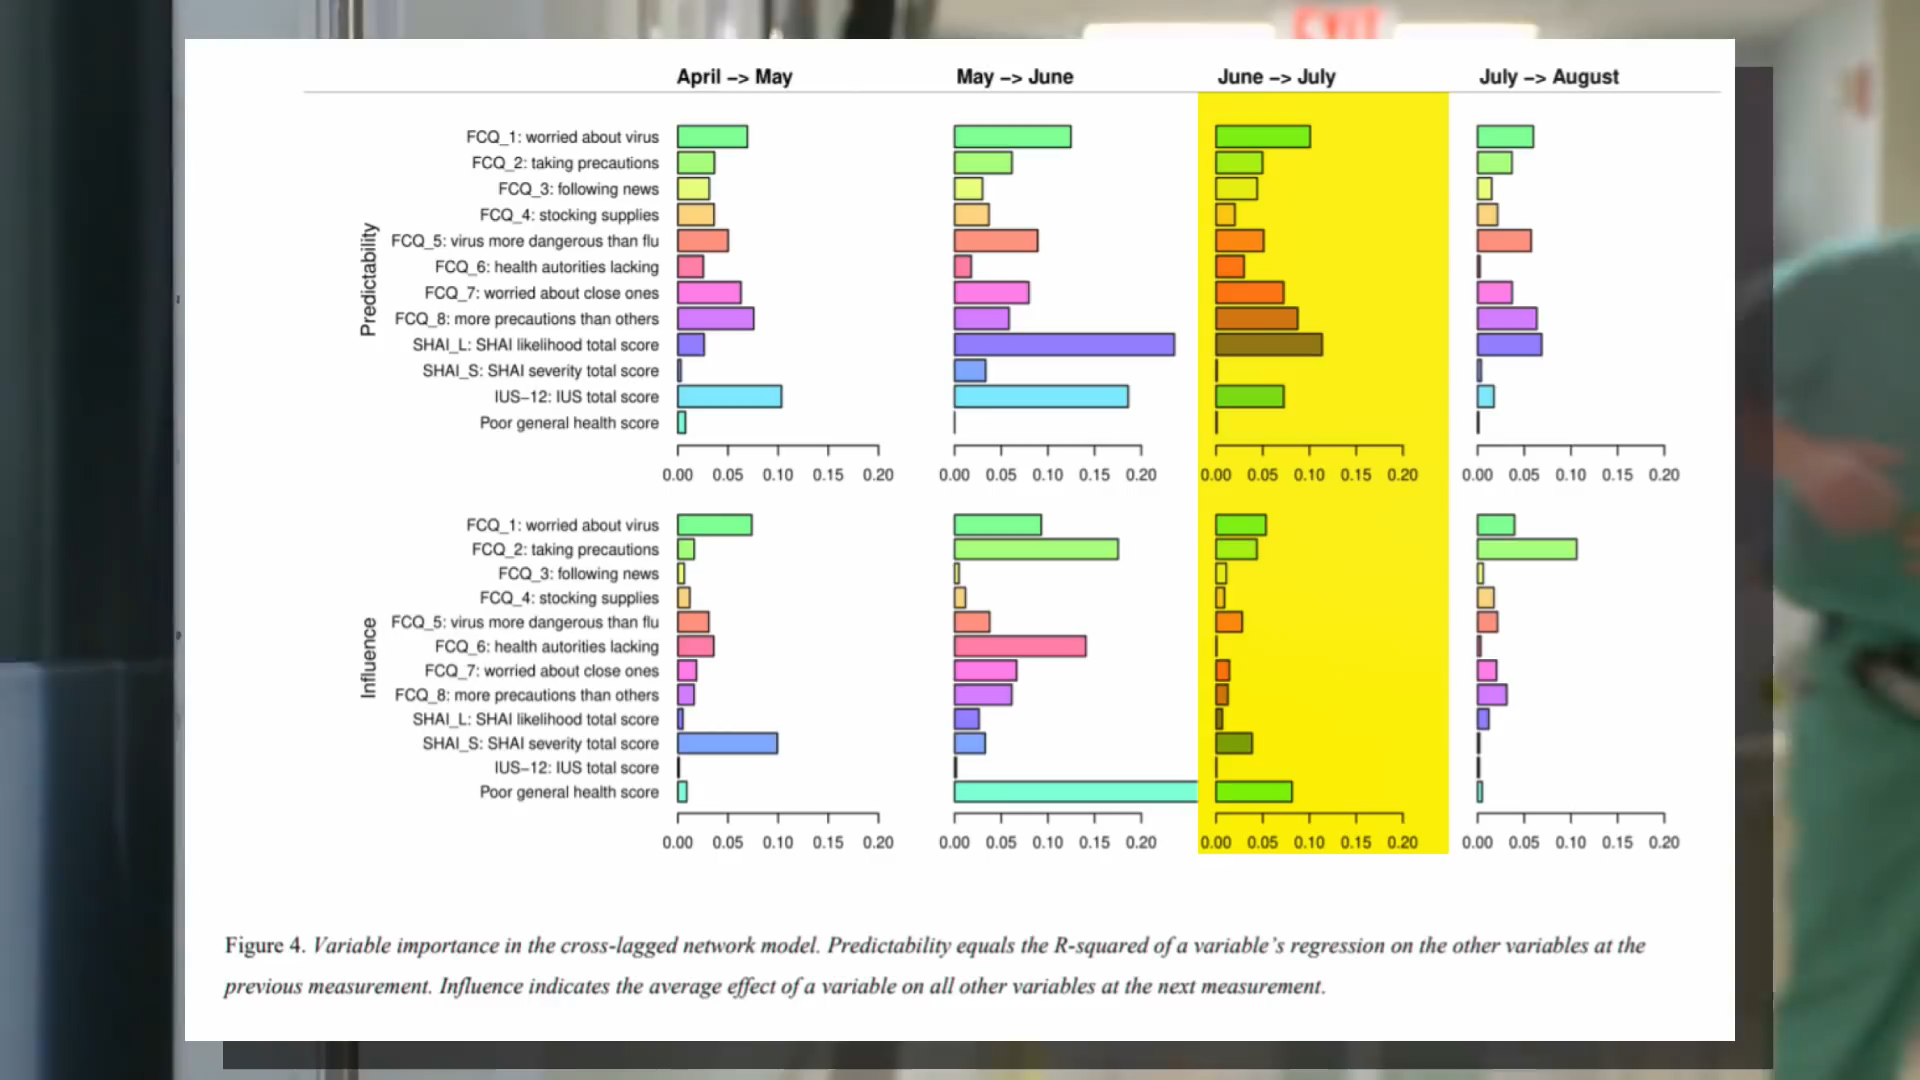 EXIT
April –> May
May –> June
June –> July
July –> August
Predictability
FCQ_1: worried about virus
FCQ_2: taking precautions
FCQ_3: following news
FCQ_4: stocking supplies
FCQ_5: virus more dangerous than flu
FCQ_6: health autorities lacking
FCQ_7: worried about close ones
FCQ_8: more precautions than others
SHAI_L: SHAI likelihood total score
SHAI_S: SHAI severity total score
IUS–12: IUS total score
Poor general health score
0.00 0.05 0.10 0.15 0.20
0.00 0.05 0.10 0.15 0.20
0.00 0.05 0.10 0.15 0.20
0.00 0.05 0.10 0.15 0.20
Influence
FCQ_1: worried about virus
FCQ_2: taking precautions
FCQ_3: following news
FCQ_4: stocking supplies
FCQ_5: virus more dangerous than flu
FCQ_6: health autorities lacking
FCQ_7: worried about close ones
FCQ_8: more precautions than others
SHAI_L: SHAI likelihood total score
SHAI_S: SHAI severity total score
IUS–12: IUS total score
Poor general health score
0.00 0.05 0.10 0.15 0.20
0.00 0.05 0.10 0.15 0.20
0.00 0.05 0.10 0.15 0.20
0.00 0.05 0.10 0.15 0.20
Figure 4. Variable importance in the cross-lagged network model. Predictability equals the R-squared of a variable's regression on the other variables at the
previous measurement. Influence indicates the average effect of a variable on all other variables at the next measurement.